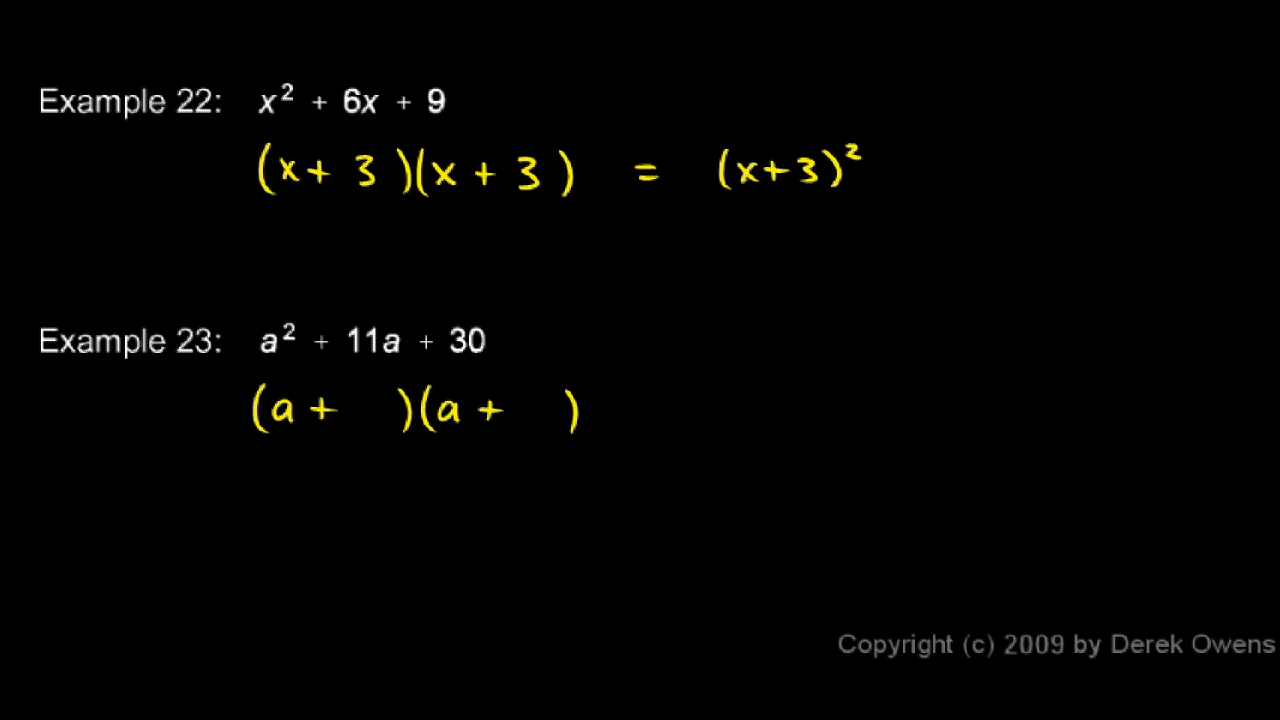 Example 22: x² + 6x + 9
(x + 3 )(x + 3 ) = (x+3)²
Example 23: a² + 11a + 30
(a + )(a + )
Copyright (c) 2009 by Derek Owens